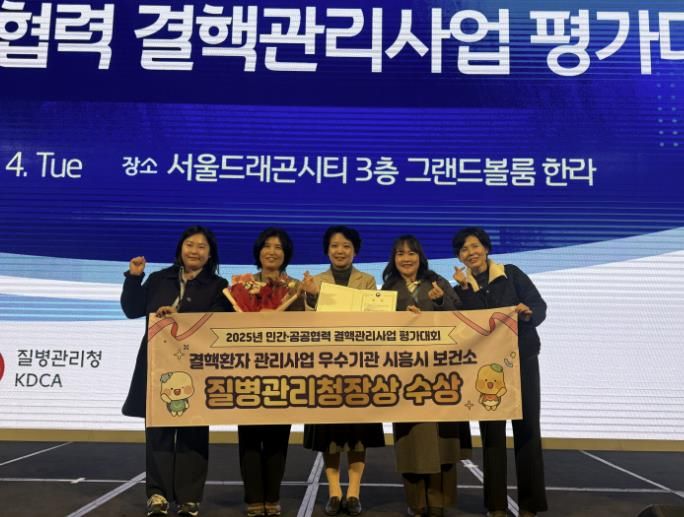 협력 결핵관리사업 평가대
4. Tue 장소 서울드래곤시티 3층 그랜드볼룸 한라
질병관리청
KDCA
2025년 민간·공공협력 결핵관리사업 평가대회
결핵환자 관리사업 우수기관 시흥시 보건소
질병관리청장상 수상